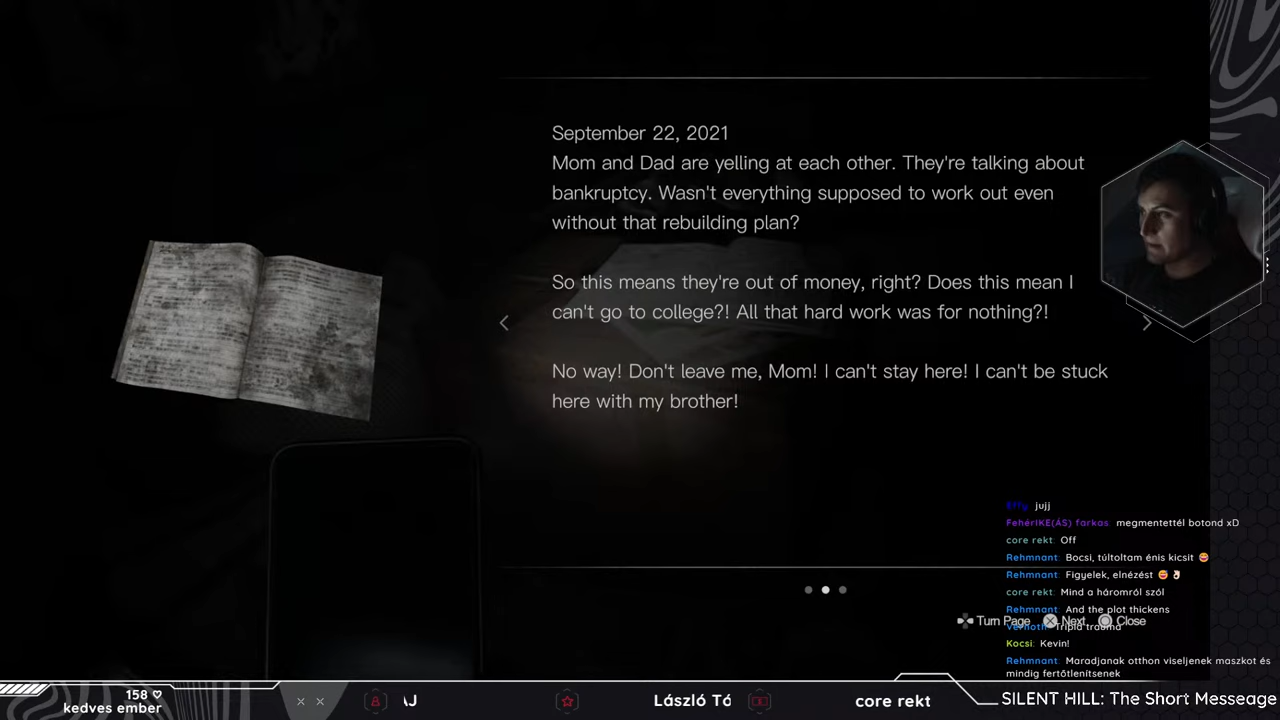 September 22, 2021
Mom and Dad are yelling at each other. They're talking about
bankruptcy. Wasn't everything supposed to work out even
without that rebuilding plan?
So this means they're out of money, right? Does this mean I
can't go to college?! All that hard work was for nothing?!
No way! Don't leave me, Mom! I can't stay here! I can't be stuck
here with my brother!
Effy: jujj
FehérIKE(ÁS) farkas: megmentettél botond xD
core rekt: Off
Rehmnant: Bocsi, túltoltam énis kicsit 😅
Rehmnant: Figyelek, elnézést
core rekt: Mind a háromról szól
Rehmnant: And the plot thickens
Tripla trauma
Turn Page Next Close
Kocsi: Kevin!
Rehmnant: Maradjanak otthon viseljenek maszkot és
mindig fertőtlenítsenek
158
kedves ember
László Tó
core rekt
SILENT HILL: The Short Messeage